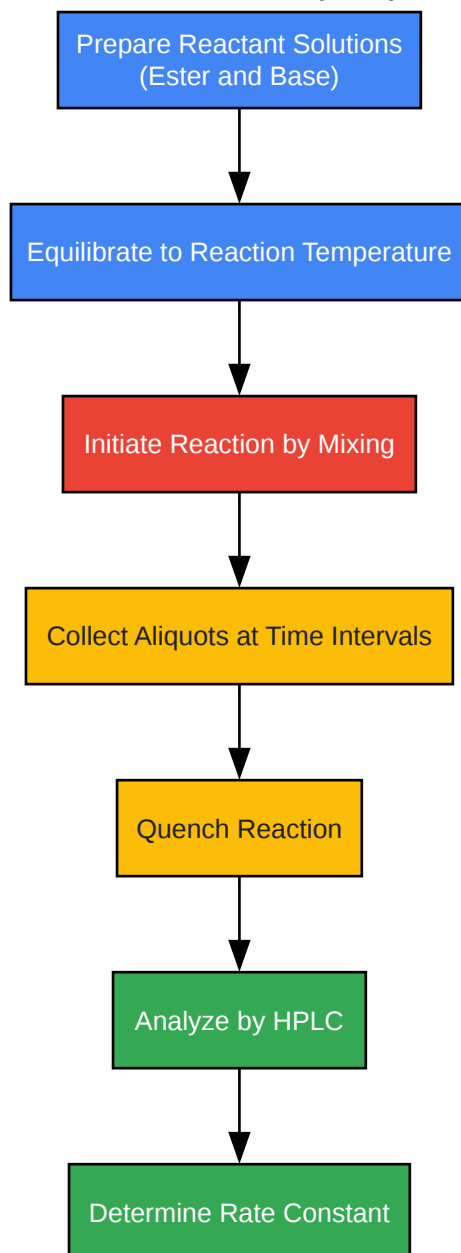 Prepare Reactant Solutions
(Ester and Base)
Equilibrate to Reaction Temperature
Initiate Reaction by Mixing
Collect Aliquots at Time Intervals
Quench Reaction
Analyze by HPLC
Determine Rate Constant